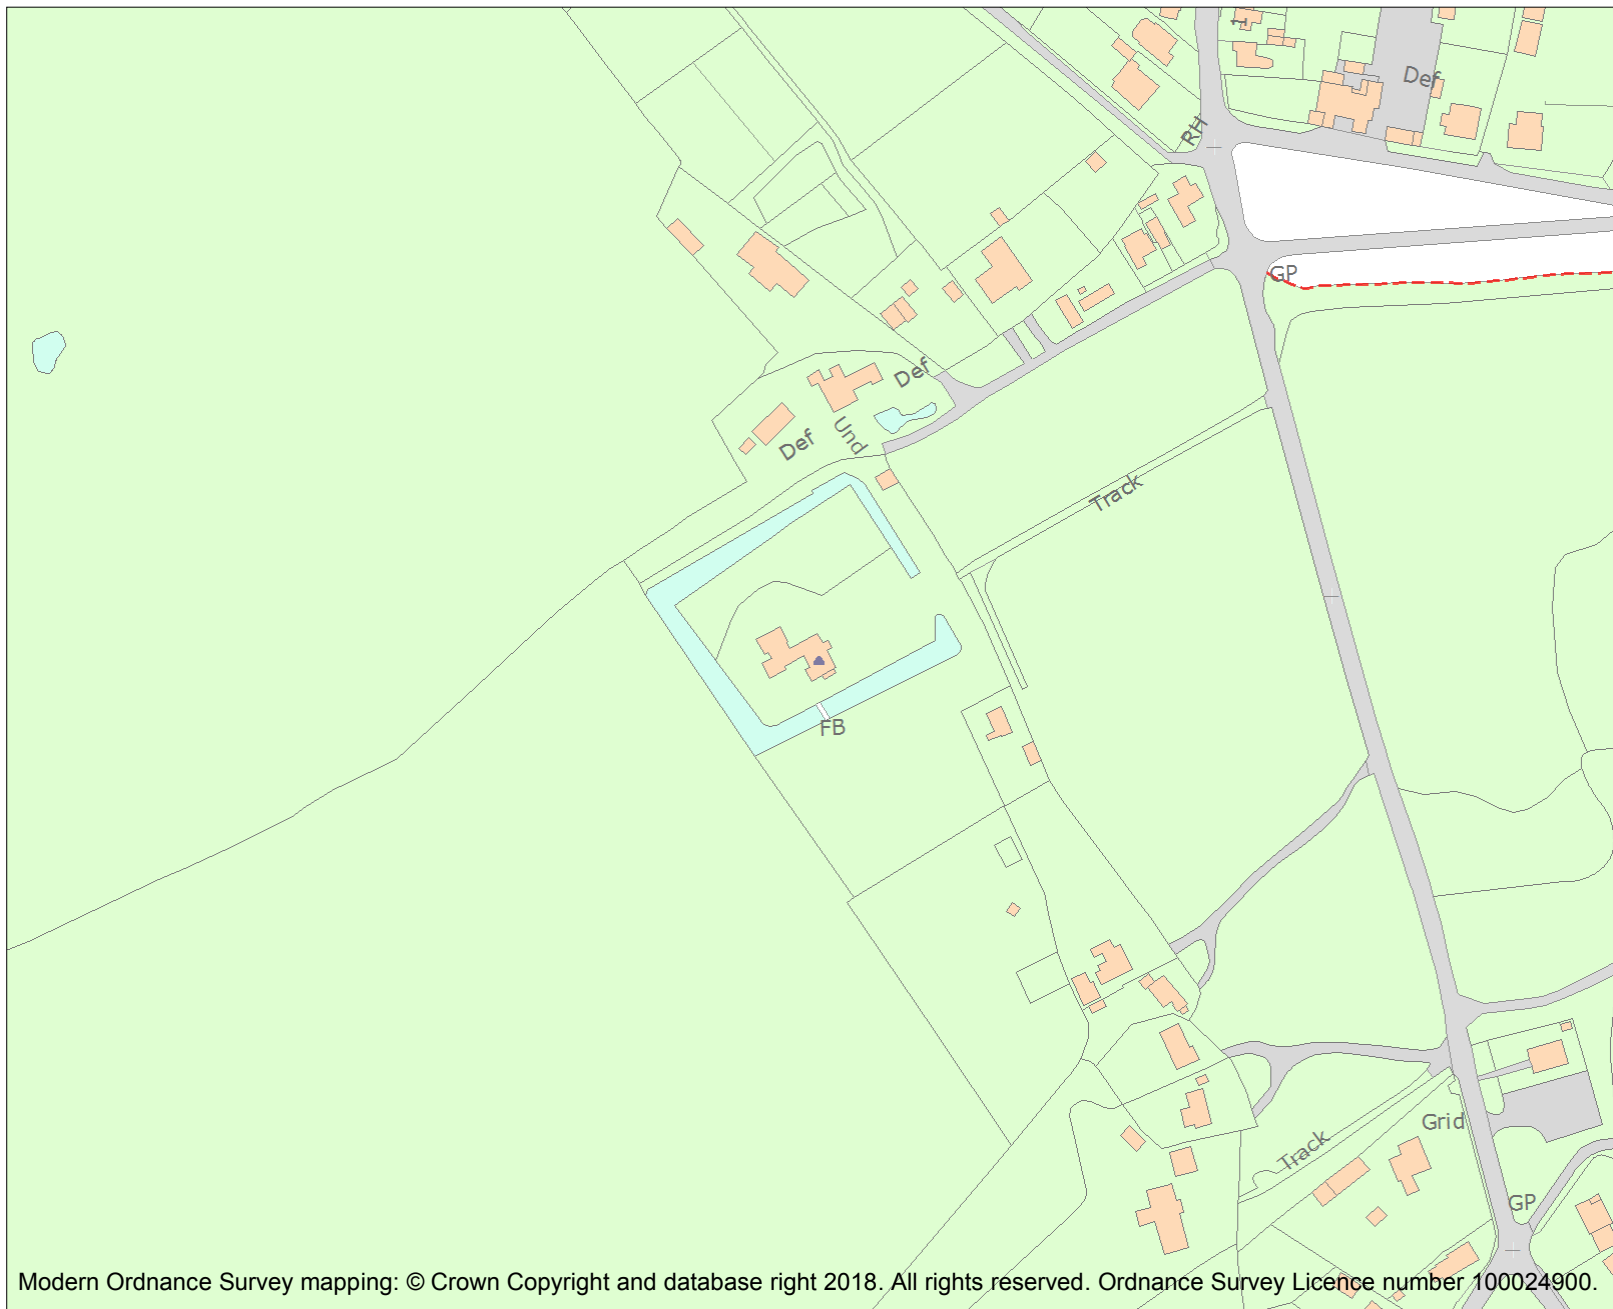 1
Def
RH
GP
Def
Def
Und
Track
FB
Grid
Track
GP
Modern Ordnance Survey mapping: © Crown Copyright and database right 2018. All rights reserved. Ordnance Survey Licence number 100024900.